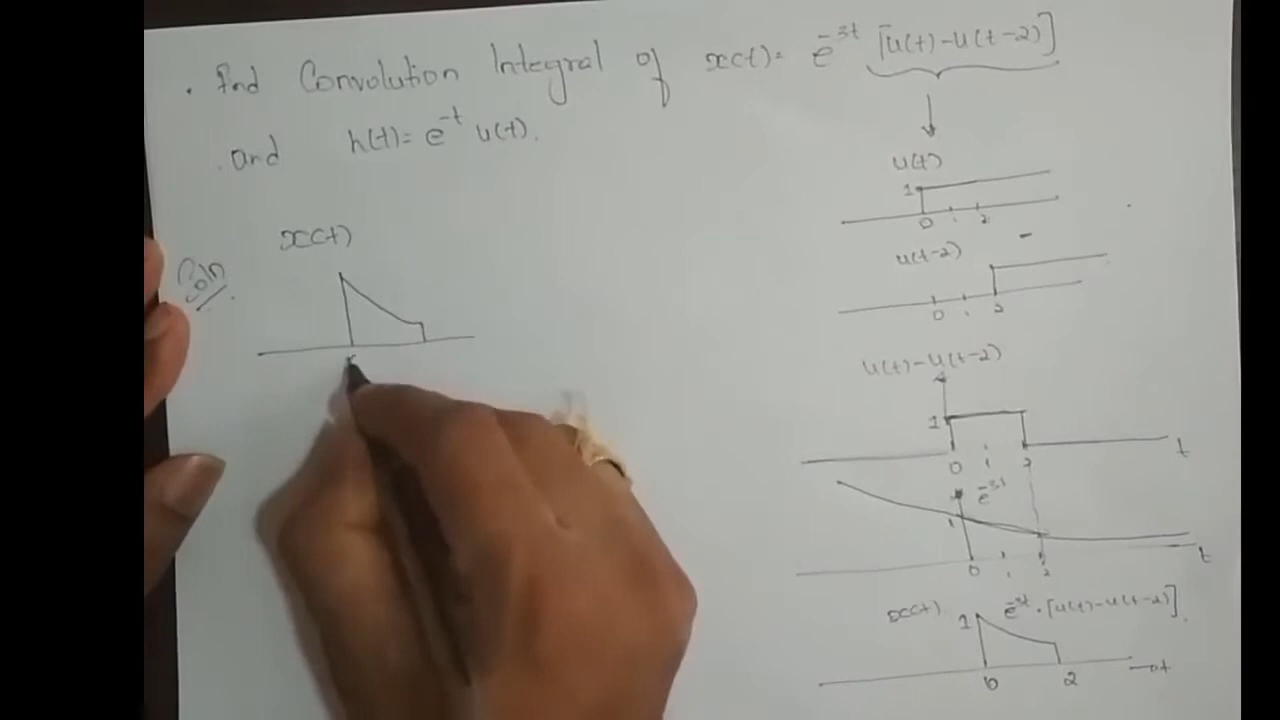 . find Convolution Integral of x(t)= e^-3t [u(t)-u(t-2)]
. and h(t)= e^-t u(t).
Soln
x(t)
u(t)
1
0 1 2
-
u(t-2)
0 1 2
u(t)-u(t-2)
1
0 1 2 t
e^-3t
1
0 1 2 t
x(t) e^-3t . [u(t)-u(t-2)]
1
0 2 →t